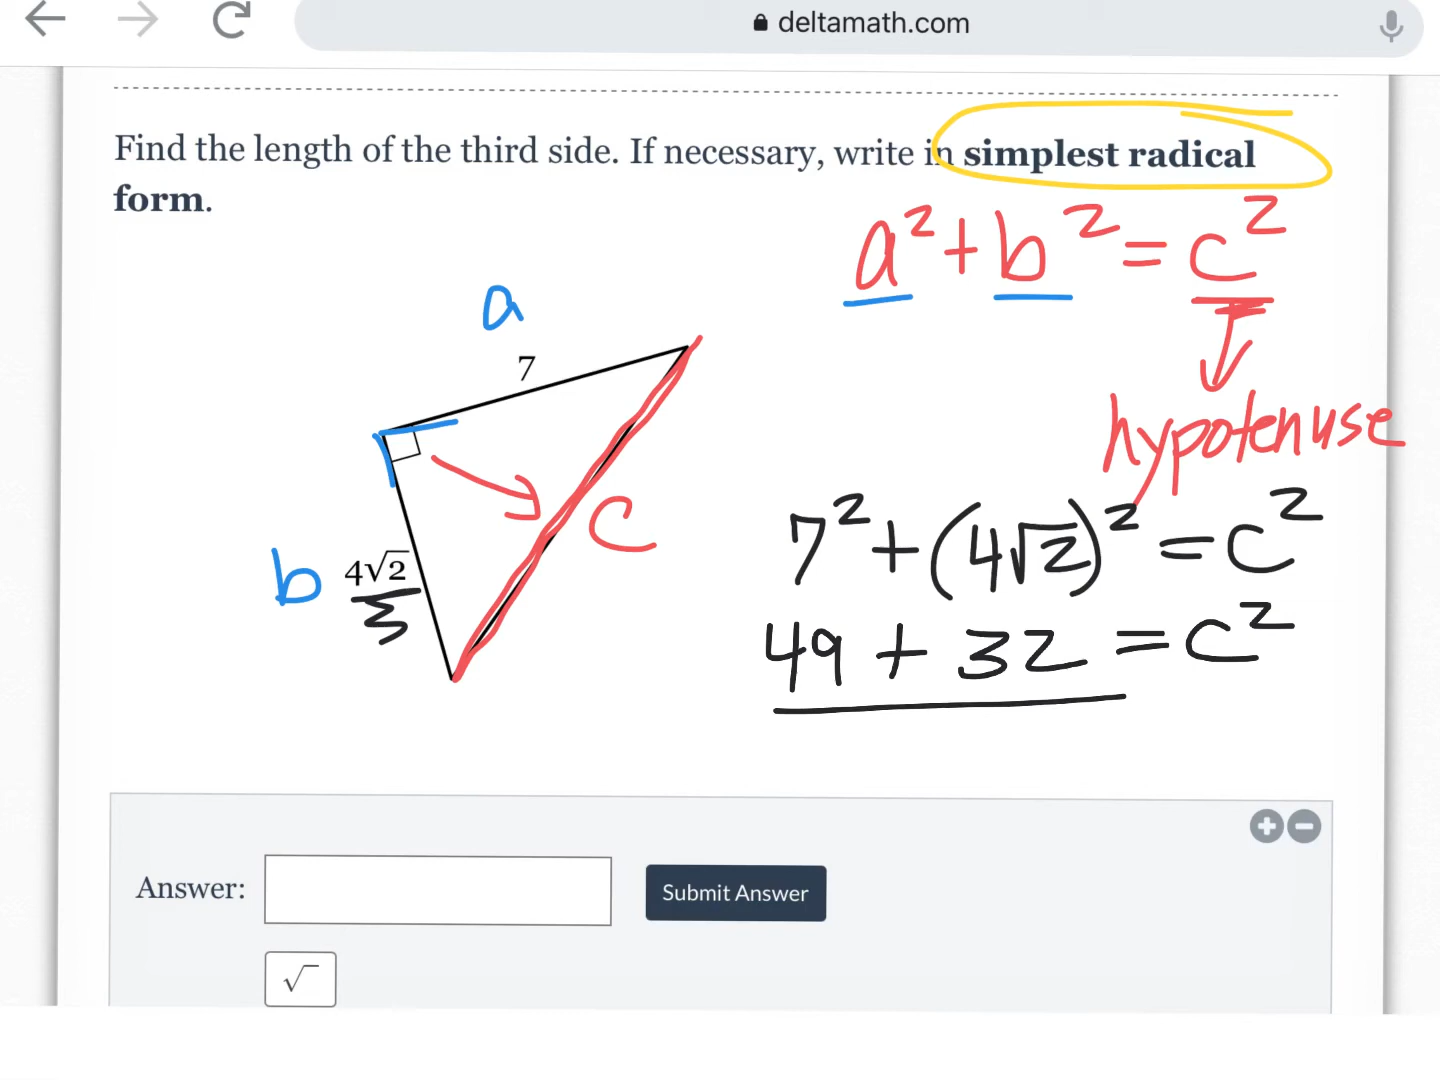 deltamath.com
Find the length of the third side. If necessary, write in simplest radical
form.
a² + b² = c²
a
7
hypotenuse
c
7² + (4√2)² = c²
b 4√2
49 + 32 = c²
Answer:
Submit Answer
√